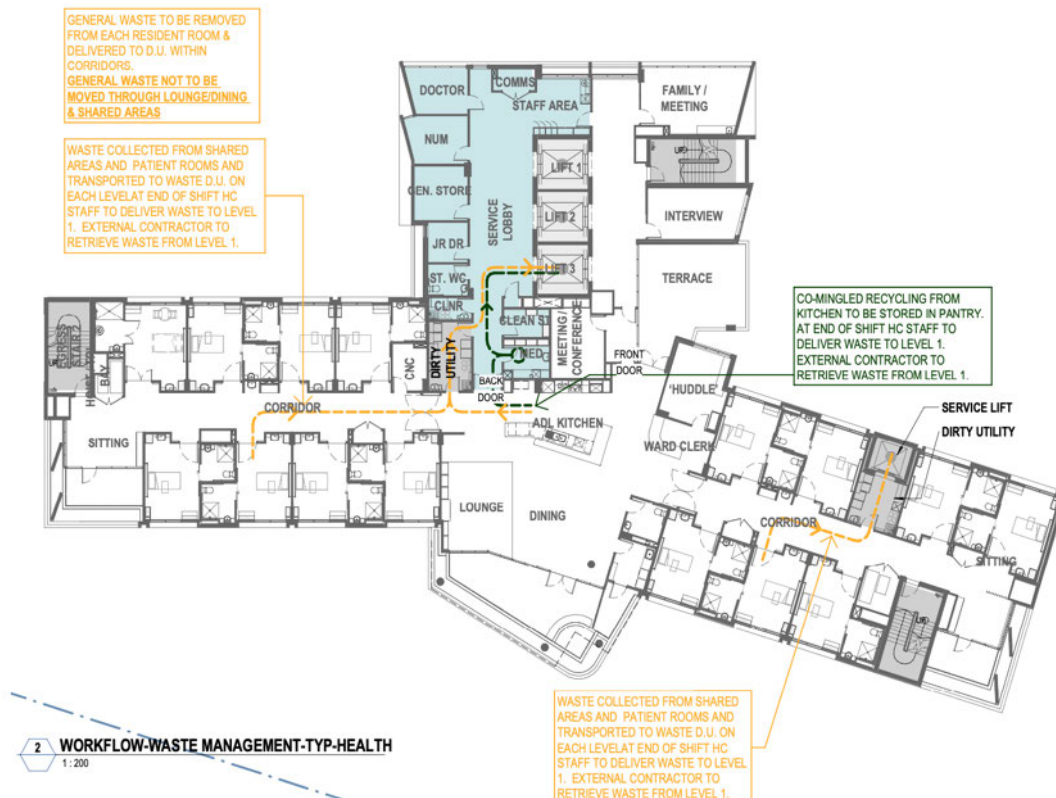 GENERAL WASTE TO BE REMOVED
FROM EACH RESIDENT ROOM &
DELIVERED TO D.U. WITHIN
CORRIDORS.
GENERAL WASTE NOT TO BE
MOVED THROUGH LOUNGE/DINING
& SHARED AREAS
WASTE COLLECTED FROM SHARED
AREAS AND PATIENT ROOMS AND
TRANSPORTED TO WASTE D.U. ON
EACH LEVELAT END OF SHIFT HC
STAFF TO DELIVER WASTE TO LEVEL
1. EXTERNAL CONTRACTOR TO
RETRIEVE WASTE FROM LEVEL 1.
DOCTOR
COMMS
STAFF AREA
FAMILY /
MEETING
NUM
UP
LIFT 1
GEN. STORE
SERVICE
LOBBY
LIFT 2
INTERVIEW
JR DR
LIFT 3
TERRACE
ST. WC
CLNR
CLEAN ST
MED
MEETING /
CONFERENCE
DIRTY
UTILITY
CNC
BACK
DOOR
FRONT
DOOR
CO-MINGLED RECYCLING FROM
KITCHEN TO BE STORED IN PANTRY.
AT END OF SHIFT HC STAFF TO
DELIVER WASTE TO LEVEL 1.
EXTERNAL CONTRACTOR TO
RETRIEVE WASTE FROM LEVEL 1.
EGRESS
STAIR 2
BAY
CORRIDOR
SITTING
ADL KITCHEN
'HUDDLE'
WARD CLERK
SERVICE LIFT
DIRTY UTILITY
LOUNGE
DINING
CORRIDOR
SITTING
UP
WASTE COLLECTED FROM SHARED
AREAS AND PATIENT ROOMS AND
TRANSPORTED TO WASTE D.U. ON
EACH LEVELAT END OF SHIFT HC
STAFF TO DELIVER WASTE TO LEVEL
1. EXTERNAL CONTRACTOR TO
RETRIEVE WASTE FROM LEVEL 1.
2 WORKFLOW-WASTE MANAGEMENT-TYP-HEALTH
1 : 200